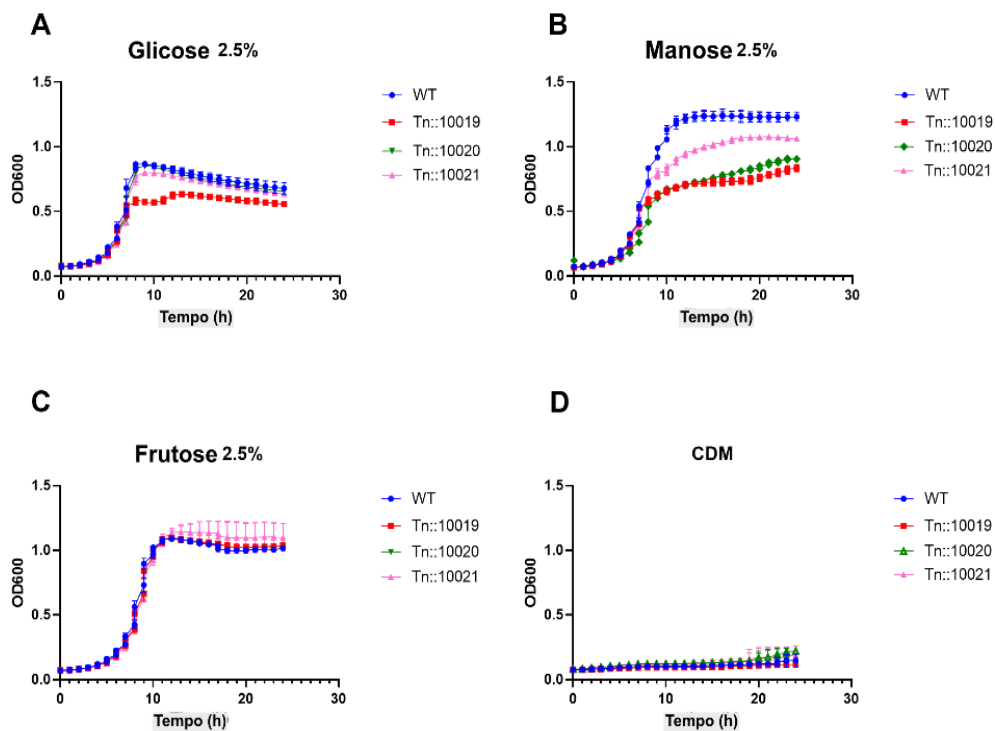 A
Glicose 2.5%
1.5
1.0
0.5
0.0
OD600
0
10
20
30
Tempo (h)
WT
Tn::10019
Tn::10020
Tn::10021
B
Manose 2.5%
1.5
1.0
0.5
0.0
OD600
0
10
20
30
Tempo (h)
WT
Tn::10019
Tn::10020
Tn::10021
C
Frutose 2.5%
1.5
1.0
0.5
0.0
OD600
0
10
20
30
Tempo (h)
WT
Tn::10019
Tn::10020
Tn::10021
D
CDM
1.5
1.0
0.5
0.0
OD600
0
10
20
30
Tempo (h)
WT
Tn::10019
Tn::10020
Tn::10021